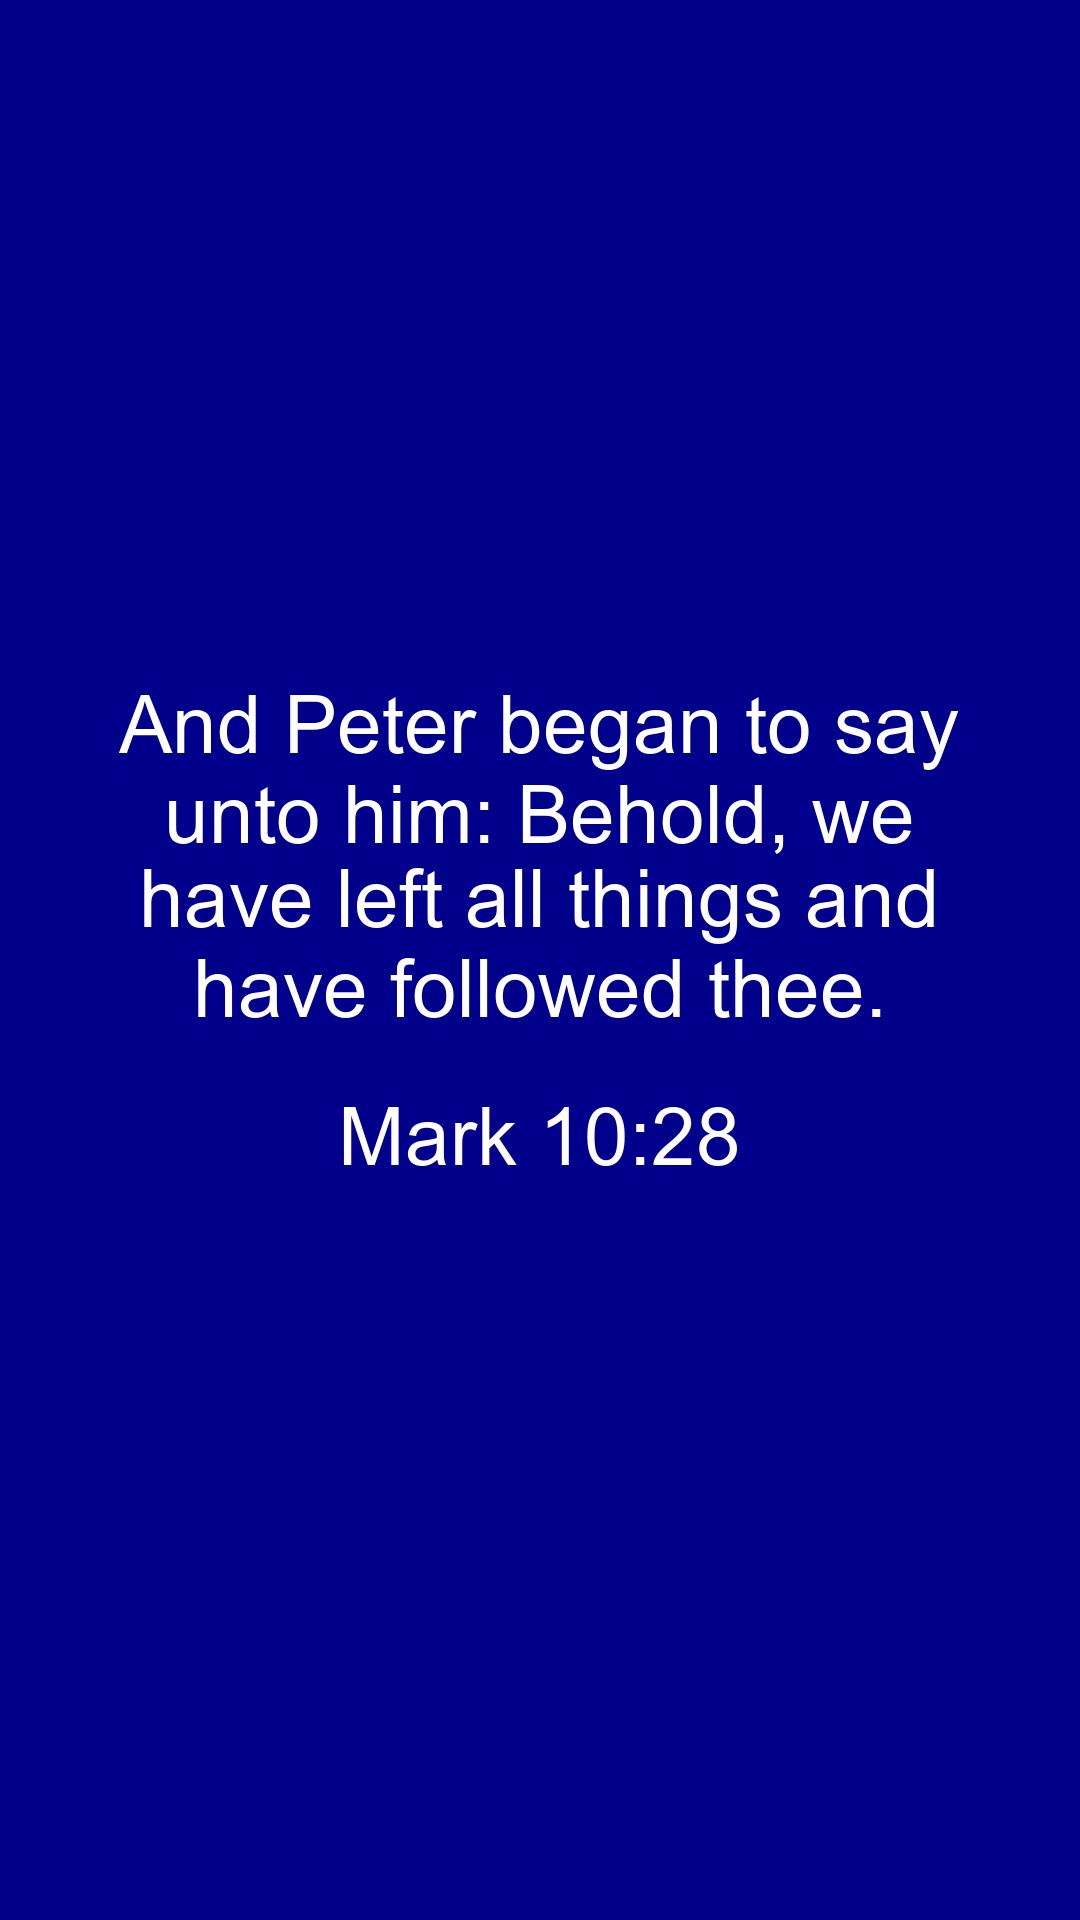 And Peter began to say
unto him: Behold, we
have left all things and
have followed thee.
Mark 10:28